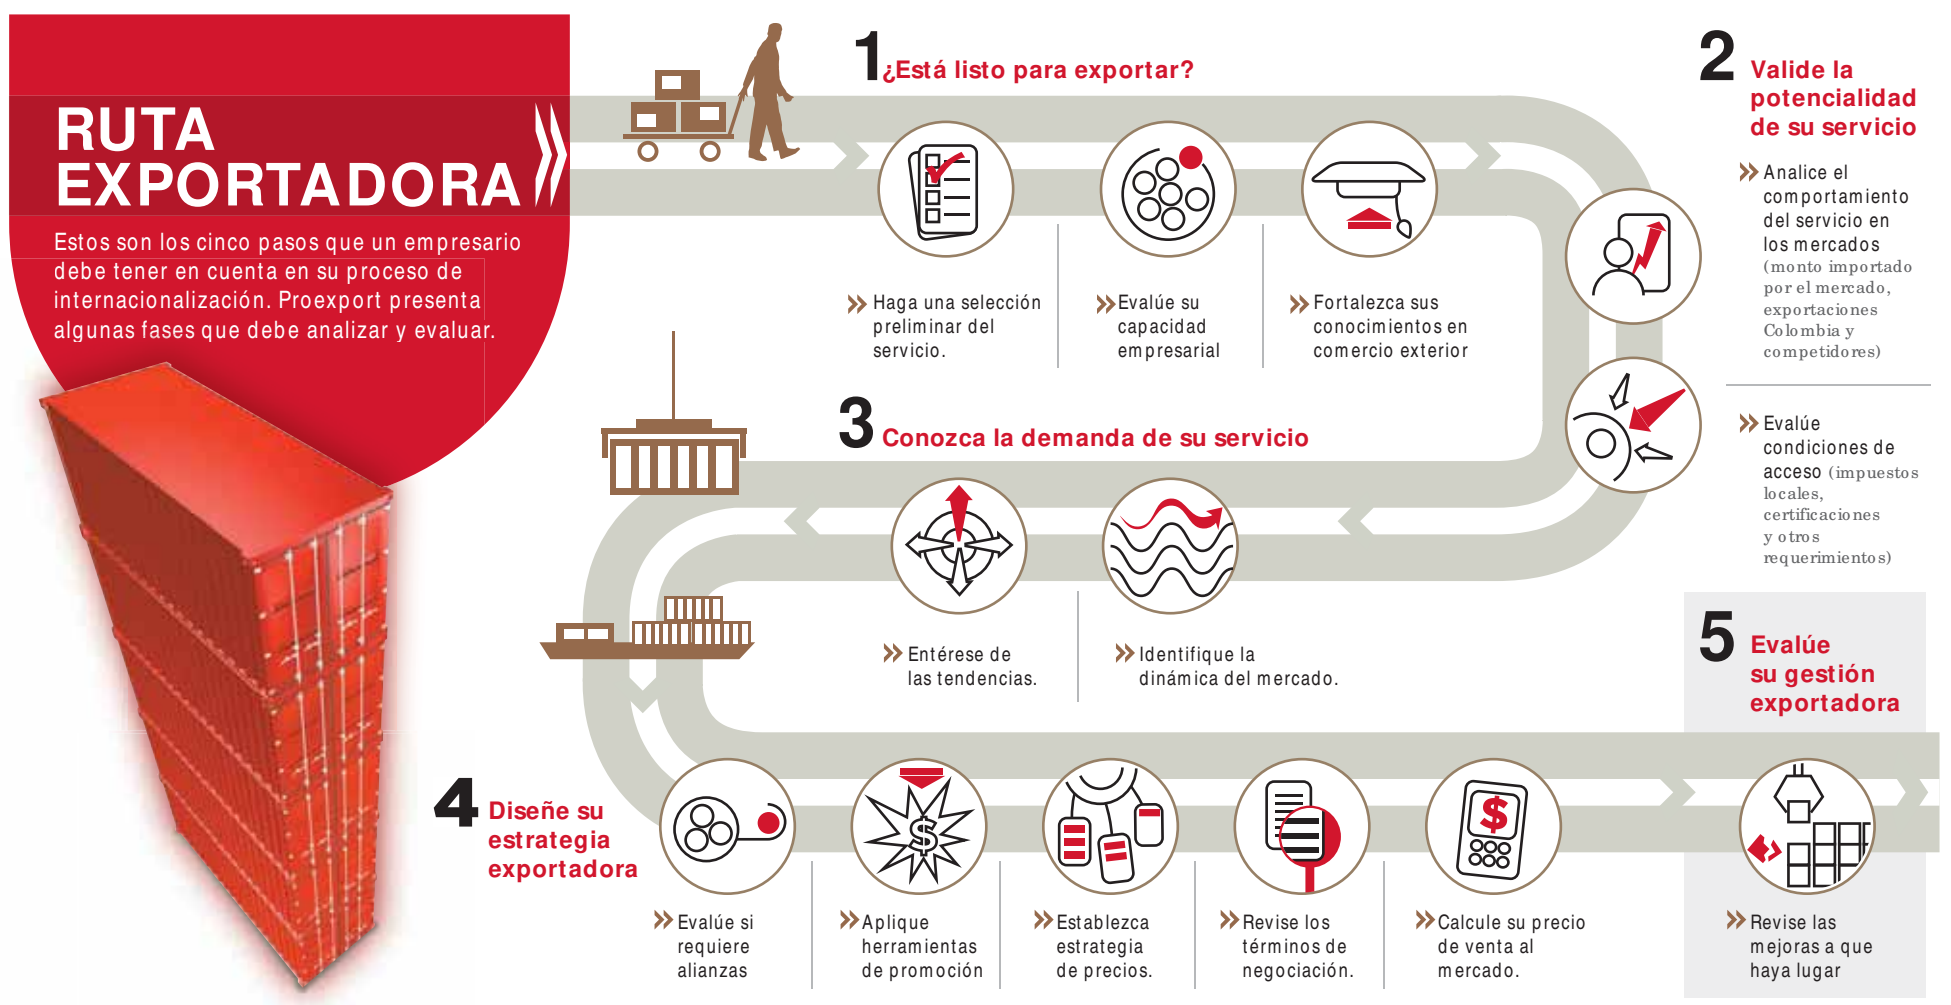 RUTA
EXPORTADORA
Estos son los cinco pasos que un empresario
debe tener en cuenta en su proceso de
internacionalización. Proexport presenta
algunas fases que debe analizar y evaluar.
1
¿Está listo para exportar?
Haga una selección
preliminar del
servicio.
Evalúe su
capacidad
empresarial
Fortalezca sus
conocimientos en
comercio exterior
2
Valide la
potencialidad
de su servicio
Analice el
comportamiento
del servicio en
los mercados
(monto importado
por el mercado,
exportaciones
Colombia y
competidores)
Evalúe
condiciones de
acceso (impuestos
locales,
certificaciones
y otros
requerimientos)
3
Conozca la demanda de su servicio
Entérese de
las tendencias.
Identifique la
dinámica del mercado.
4
Diseñe su
estrategia
exportadora
$
$
Evalúe si
requiere
alianzas
Aplique
herramientas
de promoción
Establezca
estrategia
de precios.
Revise los
términos de
negociación.
Calcule su precio
de venta al
mercado.
5
Evalúe
su gestión
exportadora
Revise las
mejoras a que
haya lugar